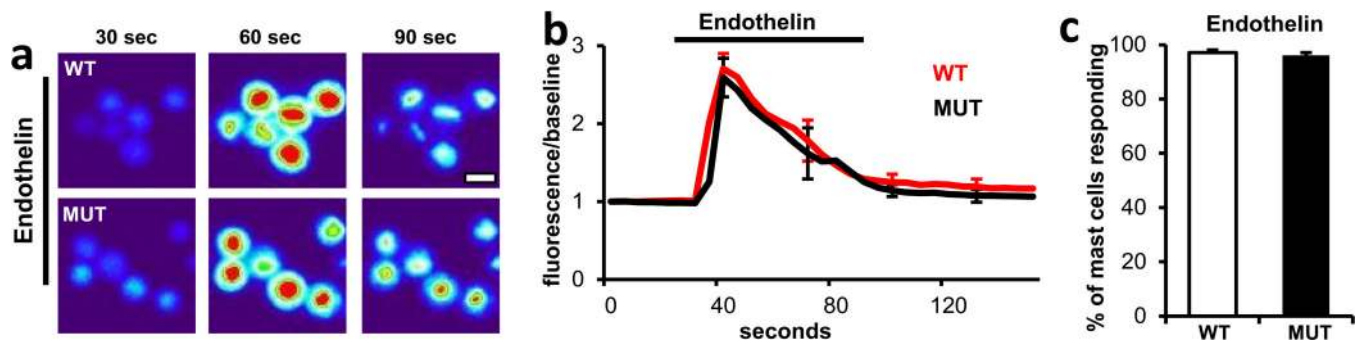 a
30 sec 60 sec 90 sec
WT
MUT
Endothelin
b
Endothelin
WT
MUT
fluorescence/baseline
3
2
1
0
0 40 80 120
seconds
c
Endothelin
% of mast cells responding
100
80
60
40
20
0
WT MUT